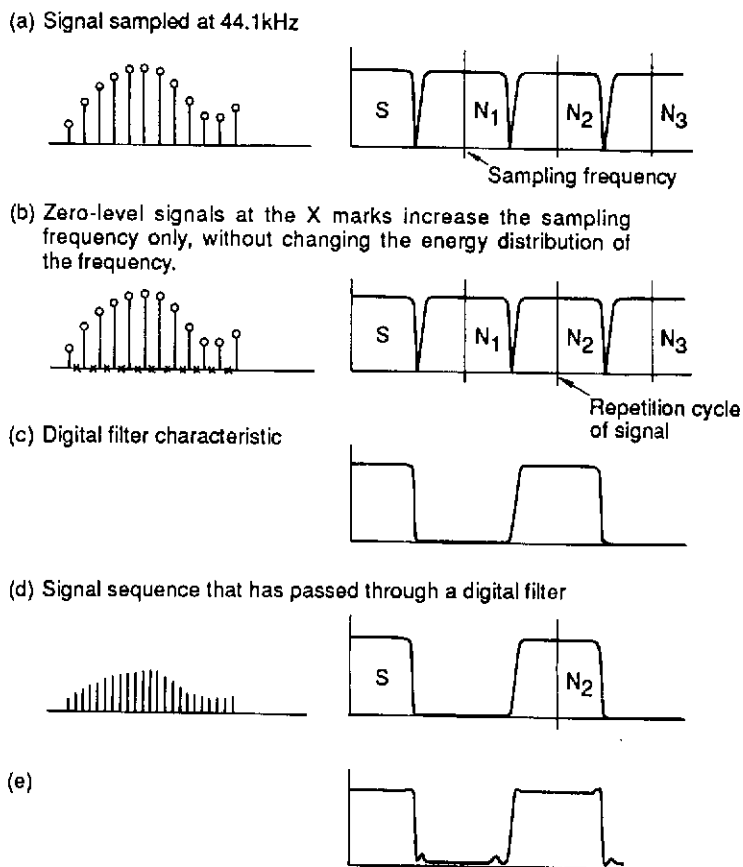 (a) Signal sampled at 44.1kHz
S N1 N2 N3
Sampling frequency
(b) Zero-level signals at the X marks increase the sampling
frequency only, without changing the energy distribution of
the frequency.
S N1 N2 N3
Repetition cycle
of signal
(c) Digital filter characteristic
(d) Signal sequence that has passed through a digital filter
S N2
(e)